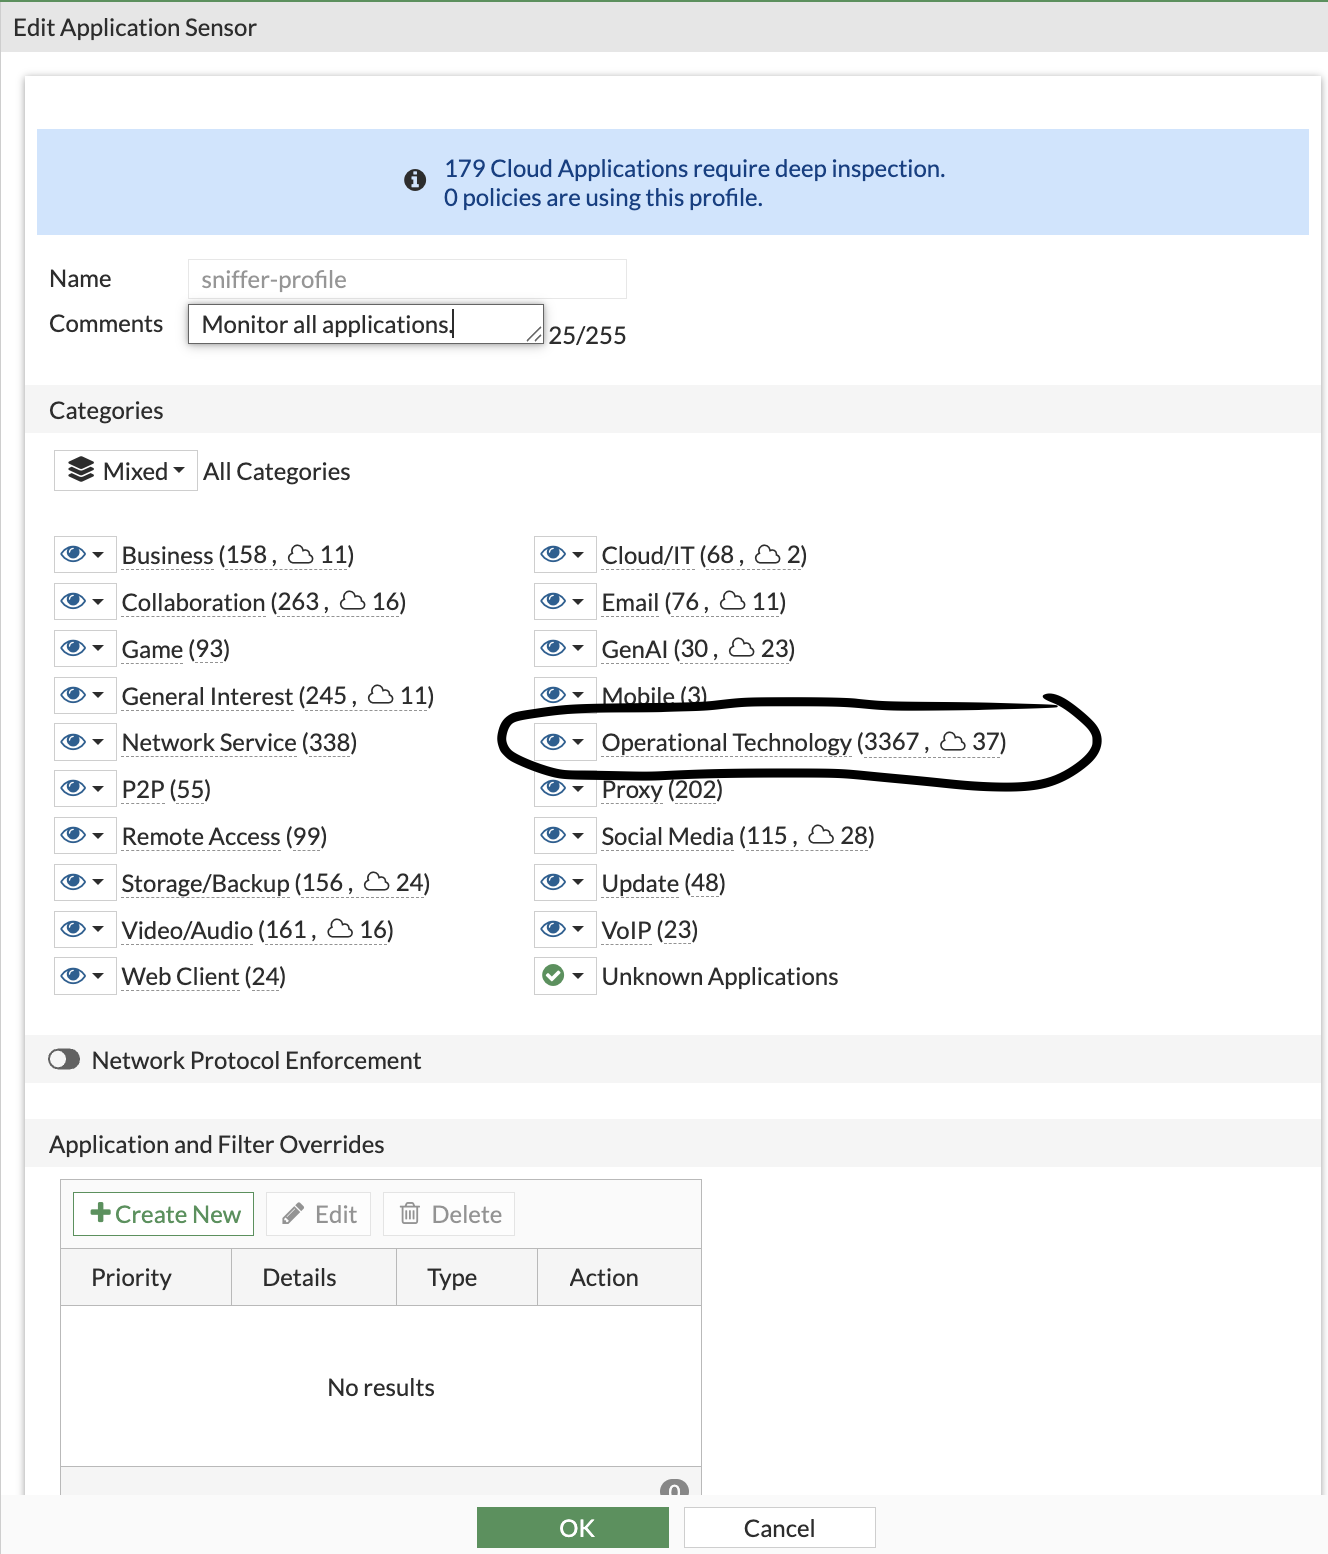 Edit Application Sensor
179 Cloud Applications require deep inspection.
0 policies are using this profile.
Name sniffer-profile
Comments Monitor all applications. 25/255
Categories
Mixed All Categories
Business (158, 11) Cloud/IT (68, 2)
Collaboration (263, 16) Email (76, 11)
Game (93) GenAI (30, 23)
General Interest (245, 11) Mobile (3)
Network Service (338) Operational Technology (3367, 37)
P2P (55) Proxy (202)
Remote Access (99) Social Media (115, 28)
Storage/Backup (156, 24) Update (48)
Video/Audio (161, 16) VoIP (23)
Web Client (24) Unknown Applications
Network Protocol Enforcement
Application and Filter Overrides
Create New Edit Delete
Priority Details Type Action
No results
0
OK Cancel